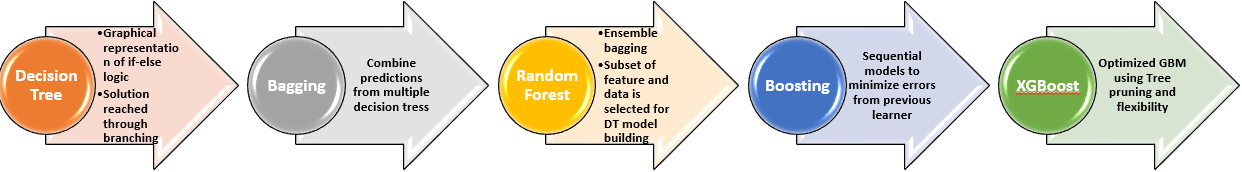 Decision
Tree
•Graphical
representatio
n of if-else
logic
•Solution
reached
through
branching
Bagging
Combine
predictions
from multiple
decision tress
Random
Forest
•Ensemble
bagging
•Subset of
feature and
data is
selected for
DT model
building
Boosting
Sequential
models to
minimize errors
from previous
learner
XGBoost
Optimized GBM
using Tree
pruning and
flexibility